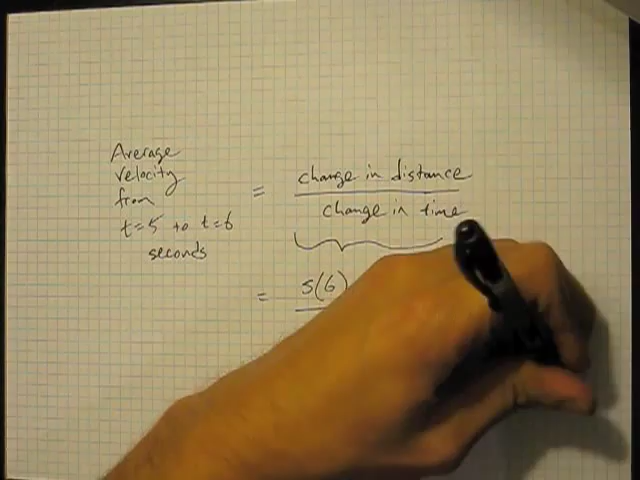 Average
velocity
from
t=5 to t=6
seconds
=
change in distance
change in time
= s(6)